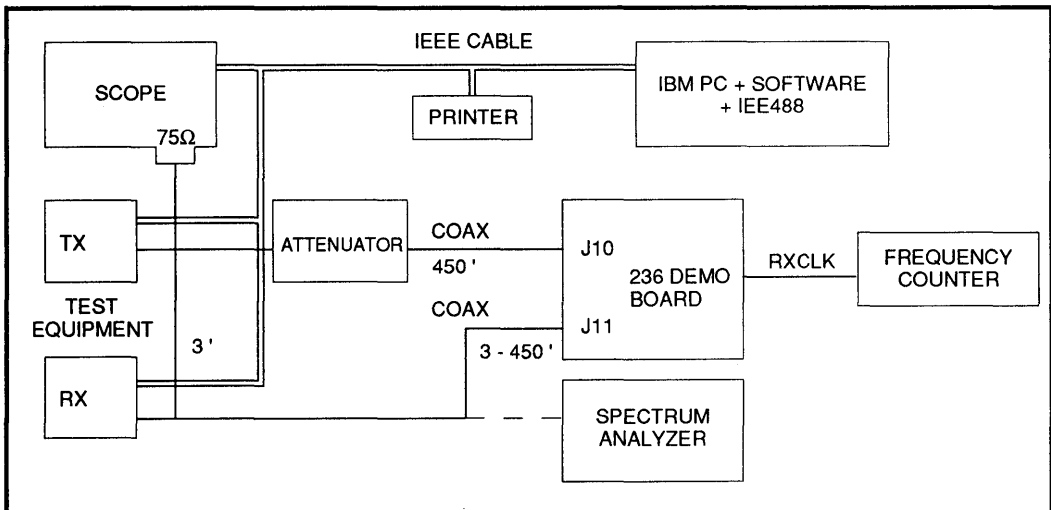 IEEE CABLE
SCOPE
75Ω
PRINTER
IBM PC + SOFTWARE
+ IEE488
TX
ATTENUATOR
COAX
450 '
J10
236 DEMO
BOARD
RXCLK
FREQUENCY
COUNTER
TEST
EQUIPMENT
3 '
COAX
J11
3 - 450 '
RX
SPECTRUM
ANALYZER